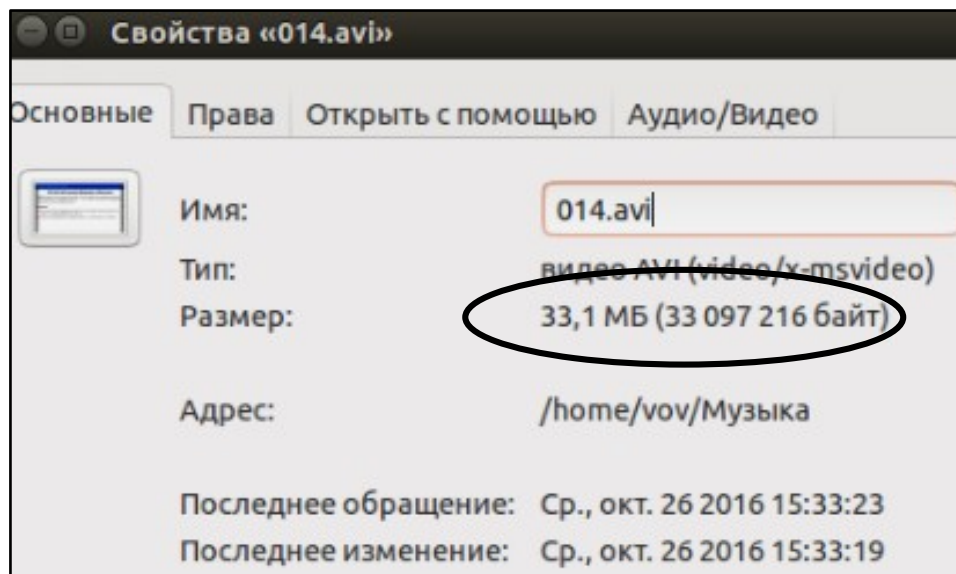 Свойства «014.avi»
Основные Права Открыть с помощью Аудио/Видео
Имя: 014.avi
Тип: видео AVI (video/x-msvideo)
Размер: 33,1 МБ (33 097 216 байт)
Адрес: /home/vov/Музыка
Последнее обращение: Ср., окт. 26 2016 15:33:23
Последнее изменение: Ср., окт. 26 2016 15:33:19